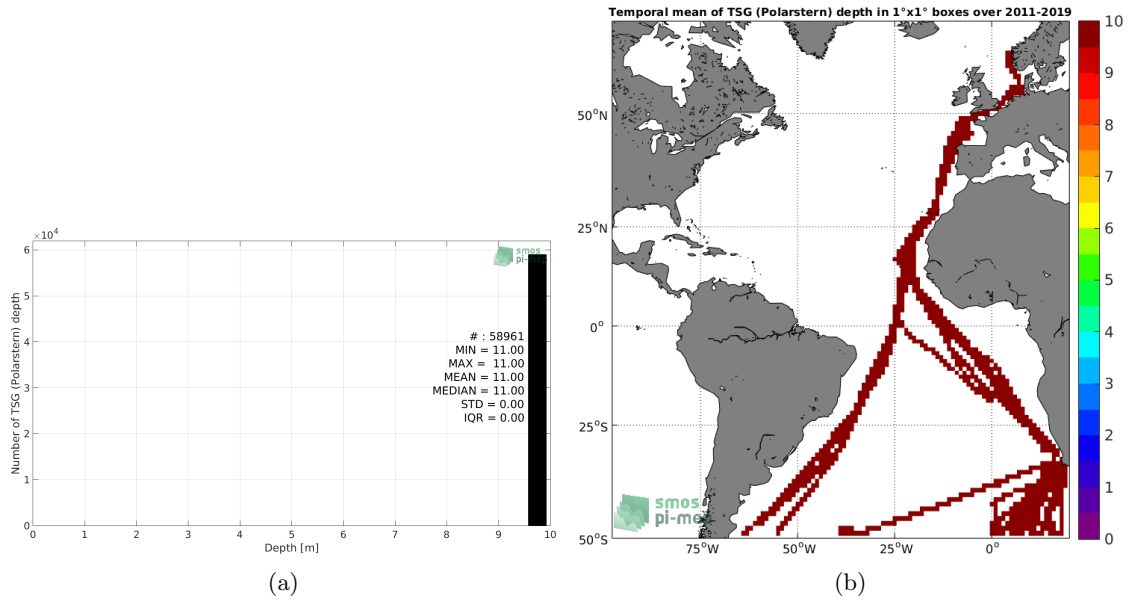 ×10⁴
6
5
4
3
2
1
0
Number of TSG (Polarstern) depth
smos
pi-mep
# : 58961
MIN = 11.00
MAX = 11.00
MEAN = 11.00
MEDIAN = 11.00
STD = 0.00
IQR = 0.00
0 1 2 3 4 5 6 7 8 9 10
Depth [m]
(a)
Temporal mean of TSG (Polarstern) depth in 1°x1° boxes over 2011-2019
50°N
25°N
0°
25°S
50°S
75°W 50°W 25°W 0°
smos
pi-mep
10
9
8
7
6
5
4
3
2
1
0
(b)